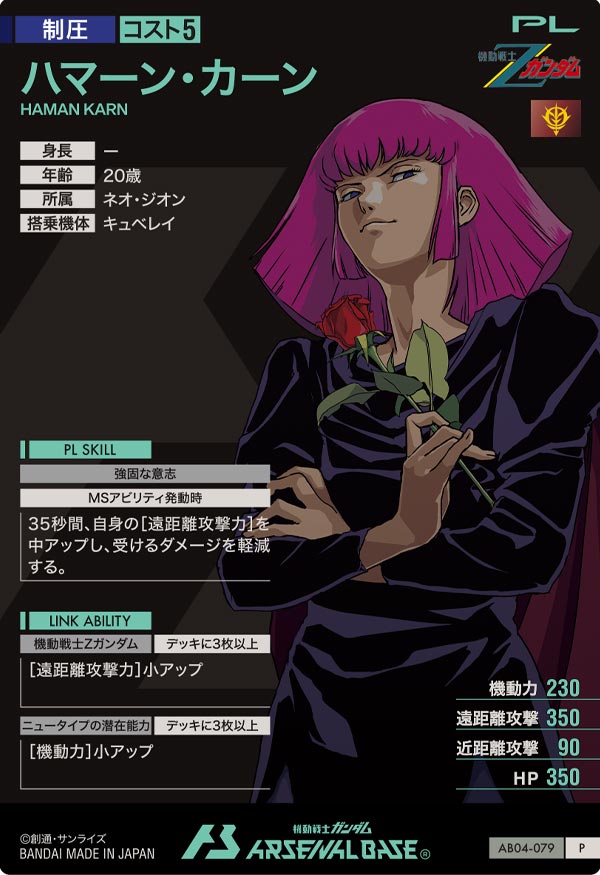 制圧 コスト5
PL
ハマーン・カーン
HAMAN KARN
機動戦士
Zガンダム
身長 ー
年齢 20歳
所属 ネオ・ジオン
搭乗機体 キュベレイ
PL SKILL
強固な意志
MSアビリティ発動時
35秒間、自身の[遠距離攻撃力]を
中アップし、受けるダメージを軽減
する。
LINK ABILITY
機動戦士Zガンダム デッキに3枚以上
[遠距離攻撃力]小アップ
ニュータイプの潜在能力 デッキに3枚以上
[機動力]小アップ
機動力 230
遠距離攻撃 350
近距離攻撃 90
HP 350
©創通・サンライズ
BANDAI MADE IN JAPAN
機動戦士ガンダム
ARSENAL BASE®
AB04-079 P